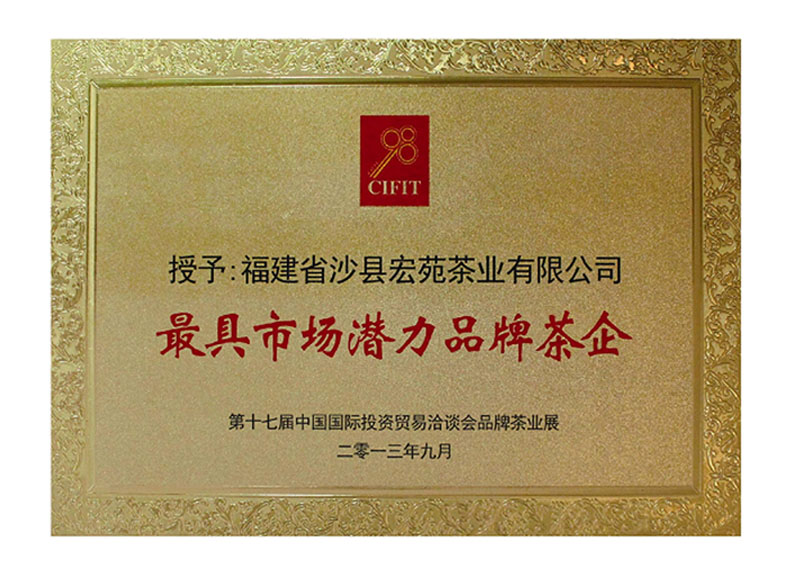 CIFIT
授予:福建省沙县宏苑茶业有限公司
最具市场潜力品牌茶企
第十七届中国国际投资贸易洽谈会品牌茶业展
二零一三年九月